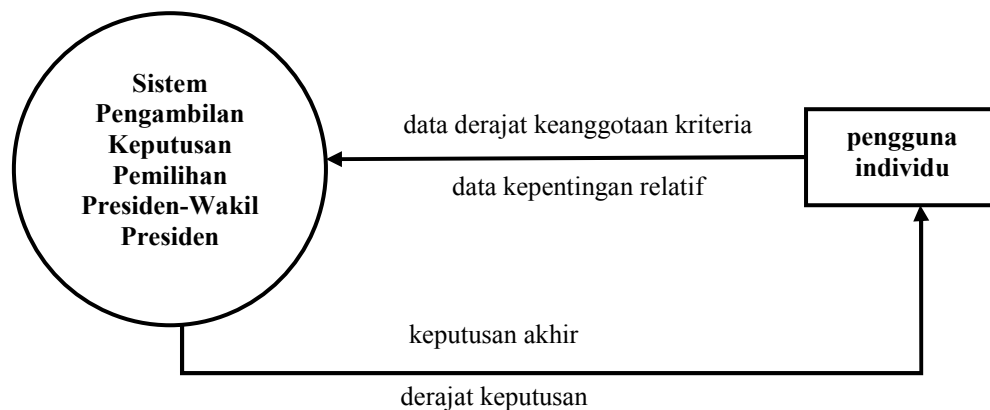 Sistem
Pengambilan
Keputusan
Pemilihan
Presiden-Wakil
Presiden
data derajat keanggotaan kriteria
data kepentingan relatif
pengguna
individu
keputusan akhir
derajat keputusan